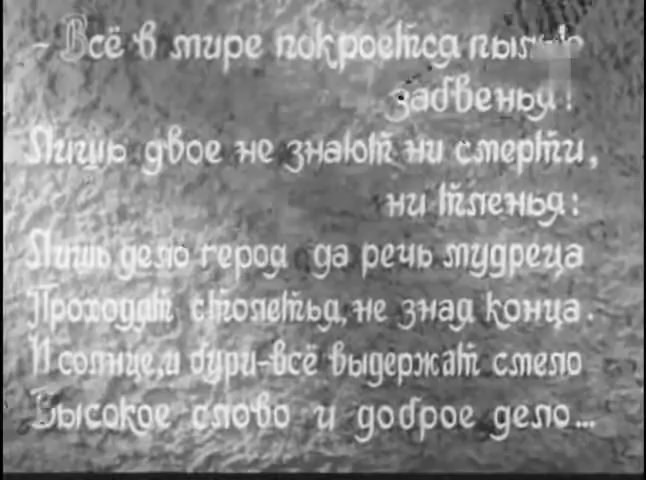 - Всё в мире покроется пылью
забвенья:
Лишь двое не знают ни смерти,
ни тленья:
Лишь дело героя да речь мудреца
Проходят столетья, не зная конца.
И солнце, и бури-всё выдержат смело
Высокое слово и доброе дело...